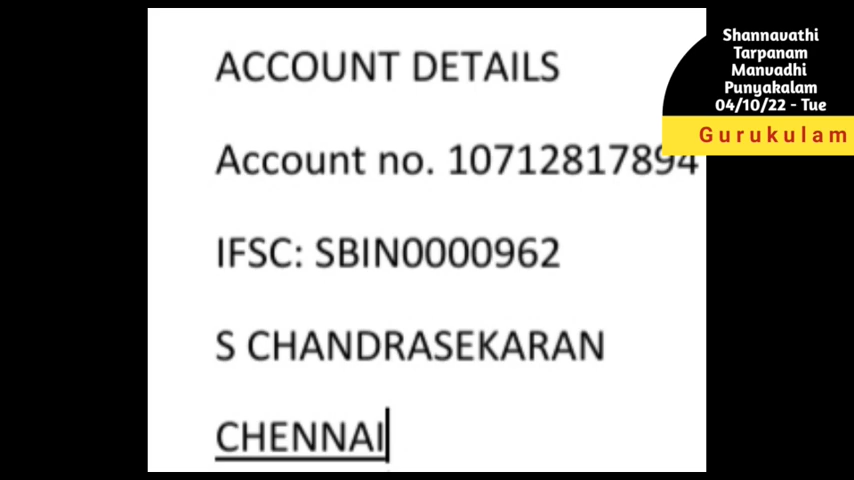 ACCOUNT DETAILS
Account no. 10712817894
IFSC: SBIN0000962
S CHANDRASEKARAN
CHENNAI
Shannavathi
Tarpanam
Manvadhi
Punyakalam
04/10/22 - Tue
Gurukulam